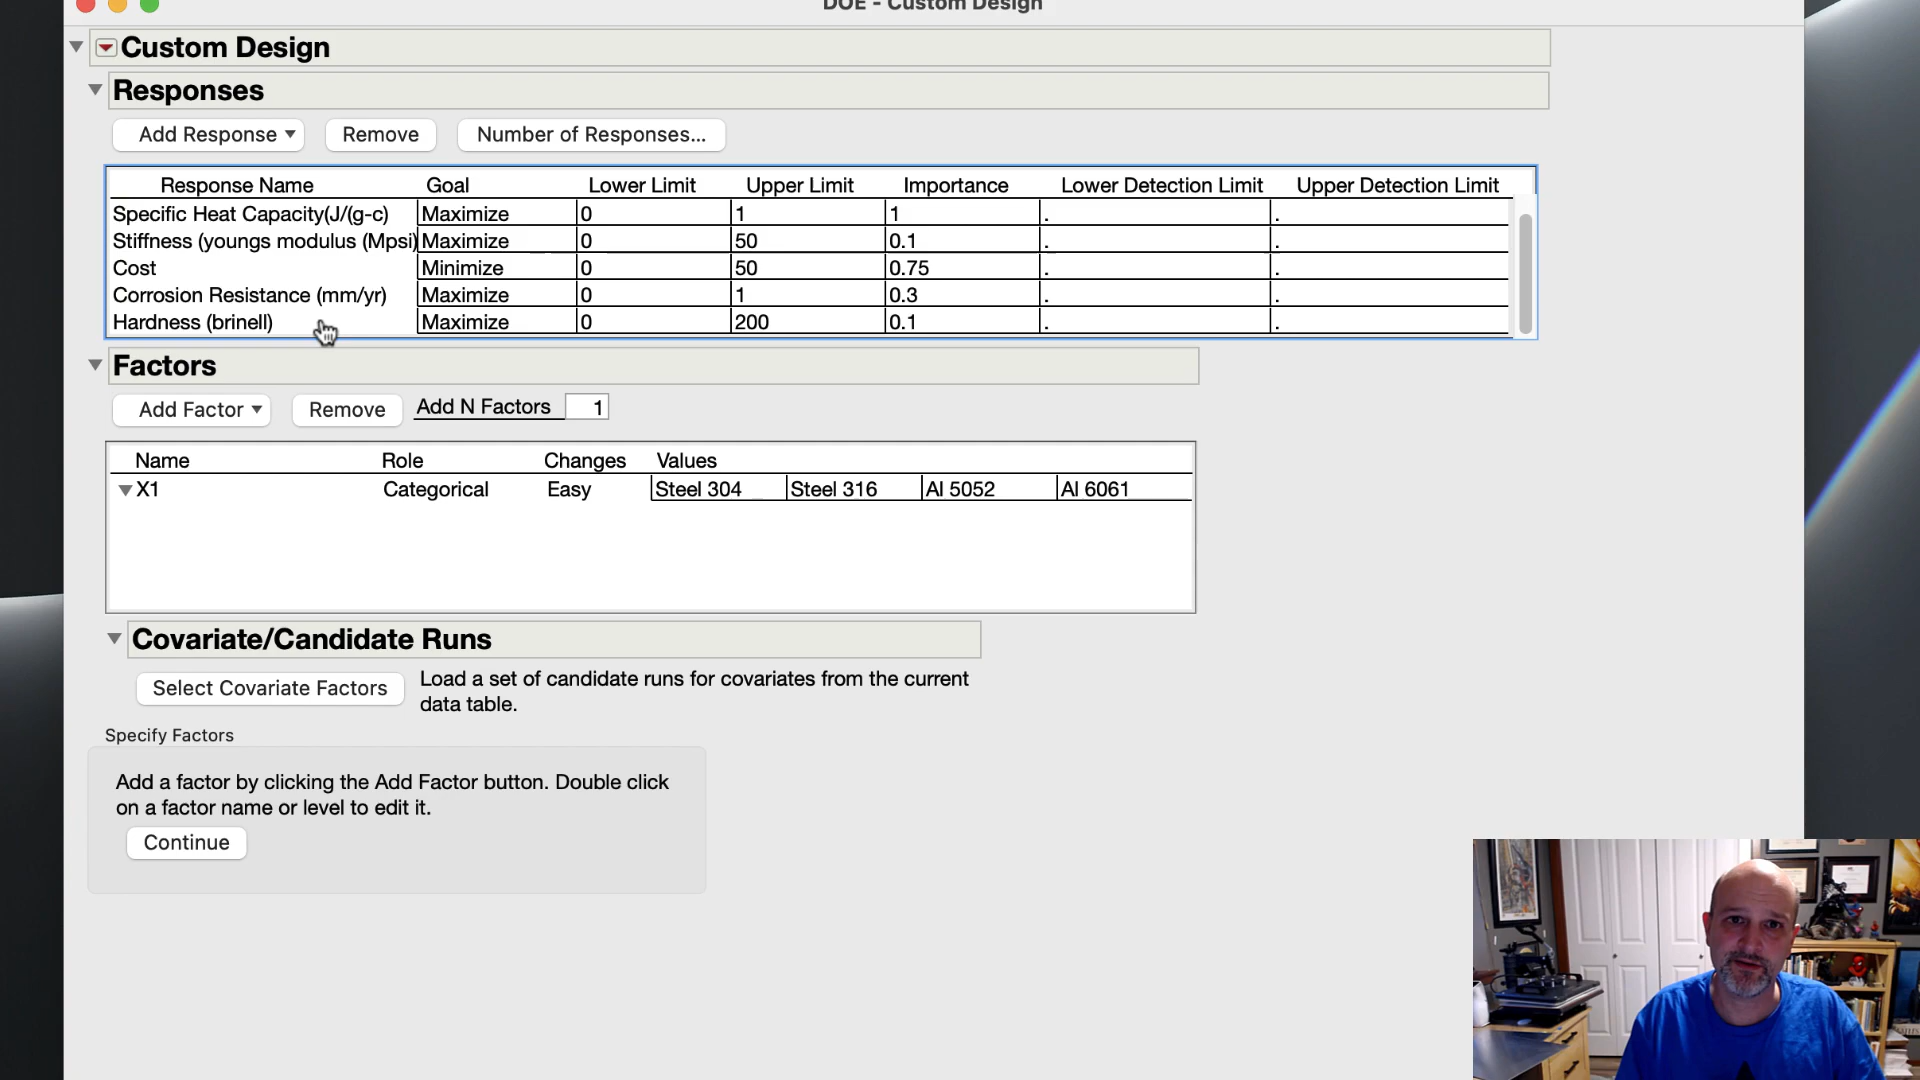 DOE - Custom Design
Custom Design
Responses
Add Response Remove Number of Responses...
Response Name Goal Lower Limit Upper Limit Importance Lower Detection Limit Upper Detection Limit
Specific Heat Capacity(J/(g-c) Maximize 0 1 1 . .
Stiffness (youngs modulus (Mpsi) Maximize 0 50 0.1 . .
Cost Minimize 0 50 0.75 . .
Corrosion Resistance (mm/yr) Maximize 0 1 0.3 . .
Hardness (brinell) Maximize 0 200 0.1 . .
Factors
Add Factor Remove Add N Factors 1
Name Role Changes Values
X1 Categorical Easy Steel 304 Steel 316 Al 5052 Al 6061
Covariate/Candidate Runs
Select Covariate Factors Load a set of candidate runs for covariates from the current
data table.
Specify Factors
Add a factor by clicking the Add Factor button. Double click
on a factor name or level to edit it.
Continue